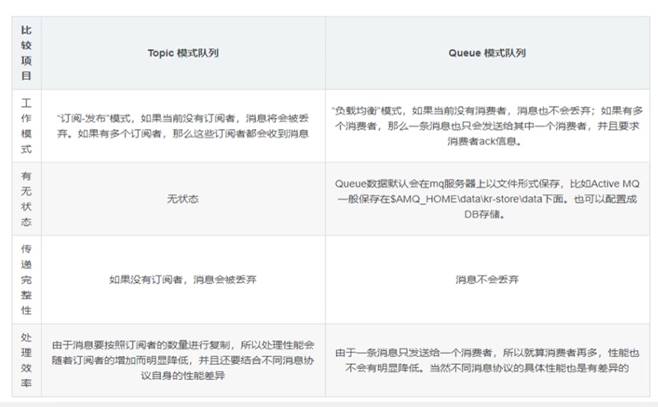 比较项目
Topic 模式队列
Queue 模式队列
工作模式
“订阅-发布”模式，如果当前没有订阅者，消息将会被丢
弃。如果有多个订阅者，那么这些订阅者都会收到消息
“负载均衡”模式，如果当前没有消费者，消息也不会丢弃；如果有多
个消费者，那么一条消息也只会发送给其中一个消费者，并且要求
消费者ack信息。
有无状态
无状态
Queue数据默认会在mq服务器上以文件形式保存，比如Active MQ
一般保存在$AMQ_HOME\data\kr-store\data下面。也可以配置成
DB存储。
传递完整性
如果没有订阅者，消息会被丢弃
消息不会丢弃
处理效率
由于消息要按照订阅者的数量进行复制，所以处理性能会
随着订阅者的增加而明显降低，并且还要结合不同消息协
议自身的性能差异
由于一条消息只发送给一个消费者，所以就算消费者再多，性能也
不会有明显降低。当然不同消息协议的具体性能也是有差异的